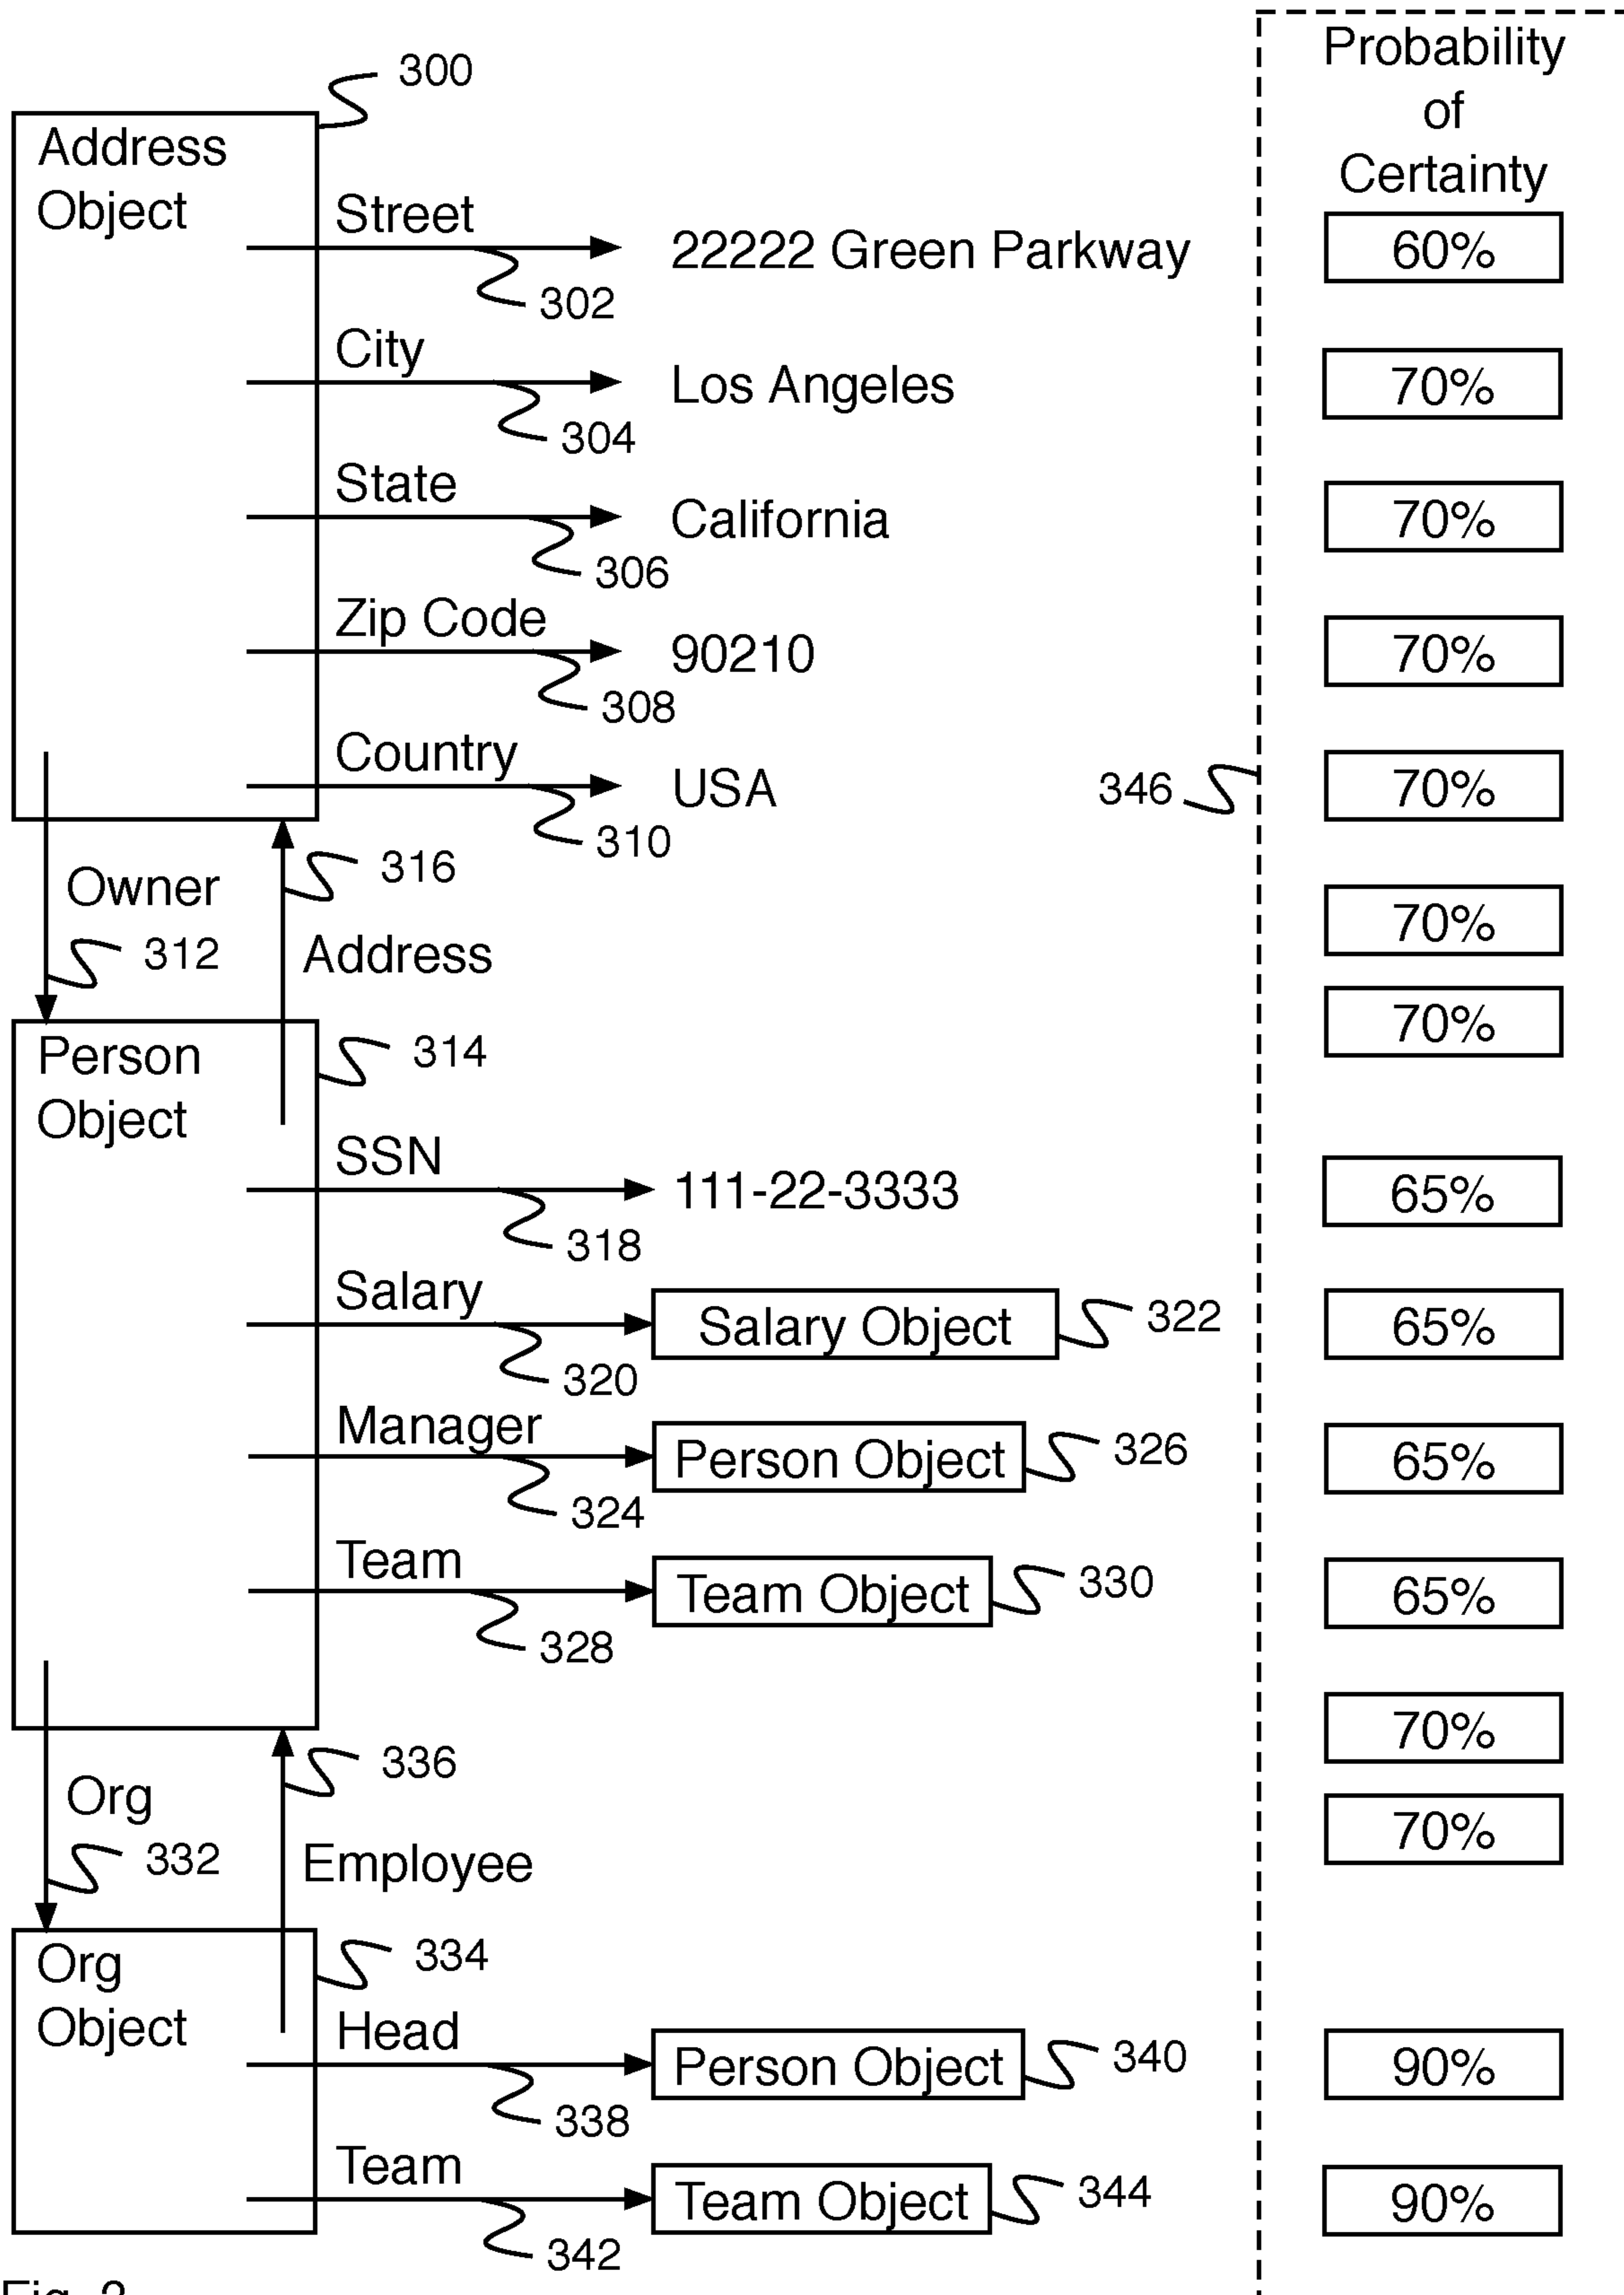 Probability
of
Certainty
300
Address
Object
Street
22222 Green Parkway
60%
302
City
Los Angeles
70%
304
State
California
70%
306
Zip Code
90210
70%
308
Country
USA
346
70%
310
316
Owner
70%
312
Address
70%
Person
Object
314
SSN
111-22-3333
65%
318
Salary
Salary Object
322
65%
320
Manager
Person Object
326
65%
324
Team
Team Object
330
65%
328
70%
336
Org
70%
332
Employee
Org
Object
334
Head
Person Object
340
90%
338
Team
Team Object
344
90%
342